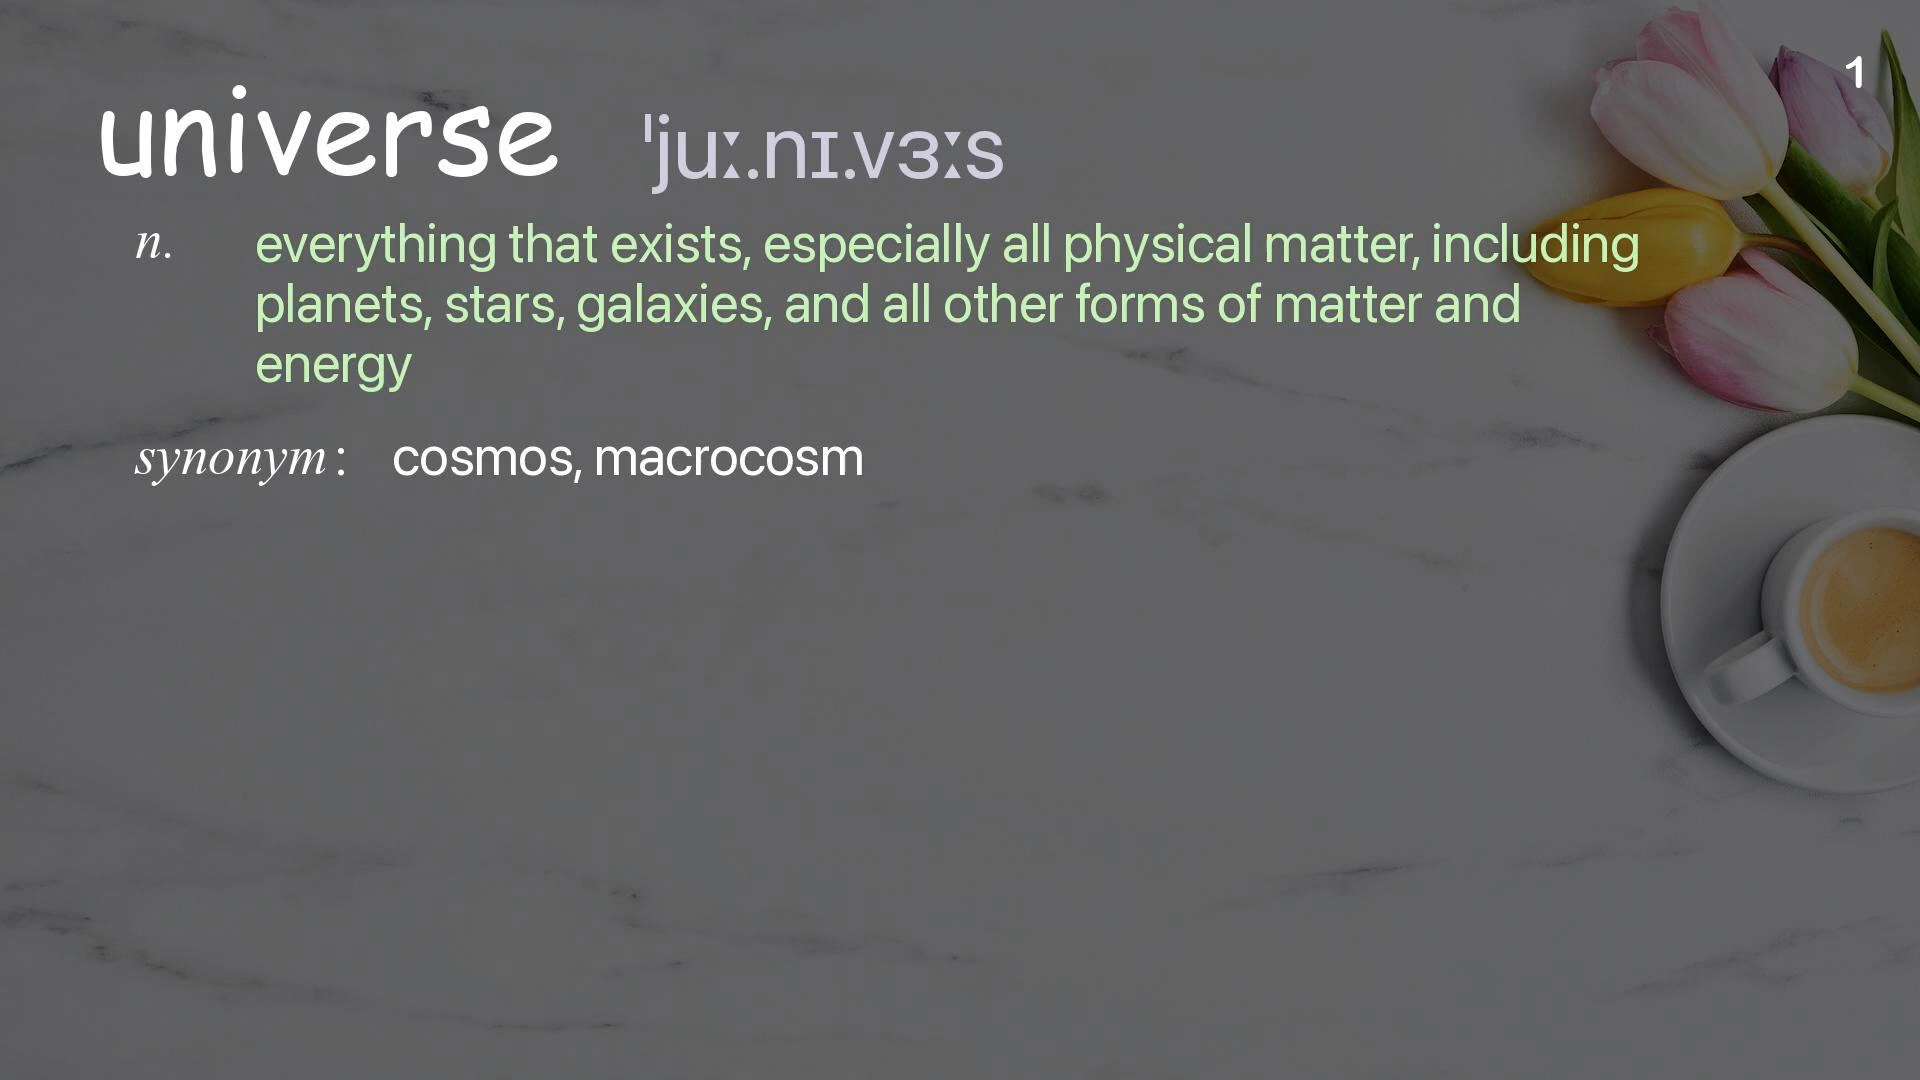 1
universe ˈjuː.nɪ.vɜːs
n. everything that exists, especially all physical matter, including
planets, stars, galaxies, and all other forms of matter and
energy
synonym: cosmos, macrocosm